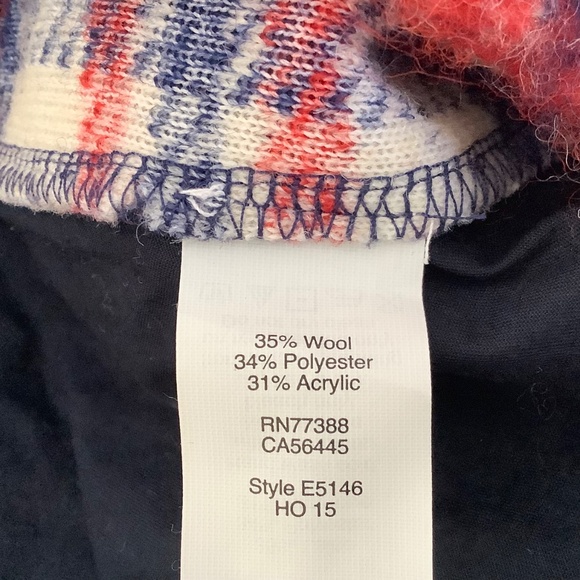 35% Wool
34% Polyester
31% Acrylic
RN77388
CA56445
Style E5146
HO 15